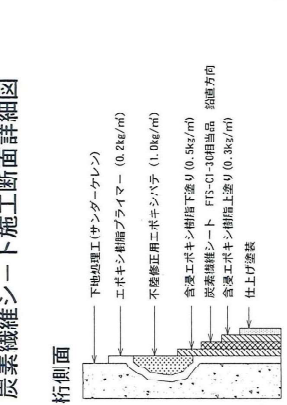 炭素繊維シート施工断面詳細図
桁側面
下地処理工(サンダーケレン)
エポキシ樹脂プライマー(0.2kg/㎡)
不陸修正用エポキシパテ(1.0kg/㎡)
含浸エポキシ樹脂下塗り(0.5kg/㎡)
炭素繊維シート FTS-C1-30相当品 鉛直方向
含浸エポキシ樹脂上塗り(0.3kg/㎡)
仕上げ塗装